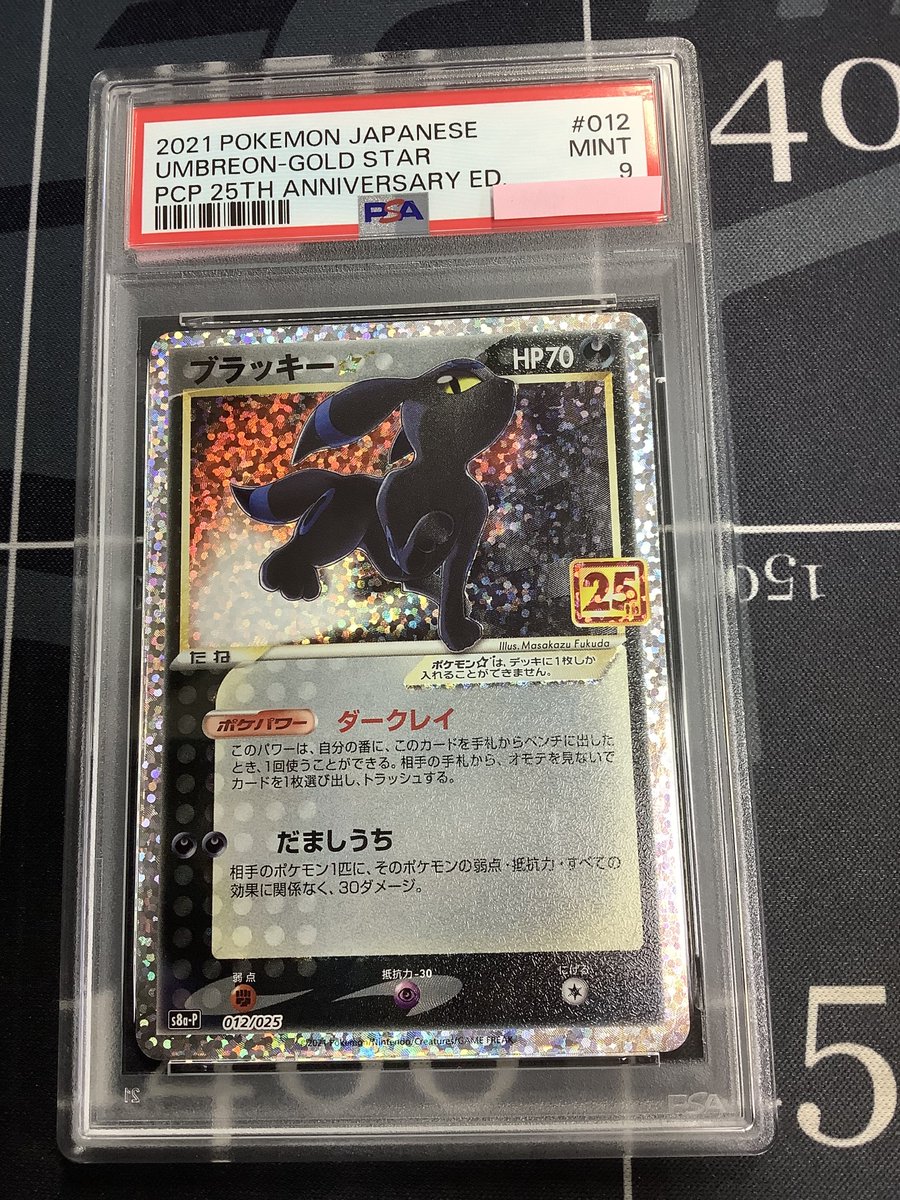 2021 POKEMON JAPANESE #012
UMBREON-GOLD STAR MINT
PCP 25TH ANNIVERSARY ED. 9
PSA
40
ブラッキー☆ HP70
150
25th
Illus. Masakazu Fukuda
たね
ポケモン☆は、デッキに1枚しか
入れることができません。
ポケパワー ダークレイ
このパワーは、自分の番に、このカードを手札からベンチに出した
とき、1回使うことができる。相手の手札から、オモテを見ないで
カードを1枚選び出し、トラッシュする。
だましうち
相手のポケモン1匹に、そのポケモンの弱点・抵抗力・すべての
効果に関係なく、30ダメージ。
弱点 抵抗力 -30 にげる
s8a-P 012/025
©2021 Pokémon/Nintendo/Creatures/GAME FREAK
PSA
45